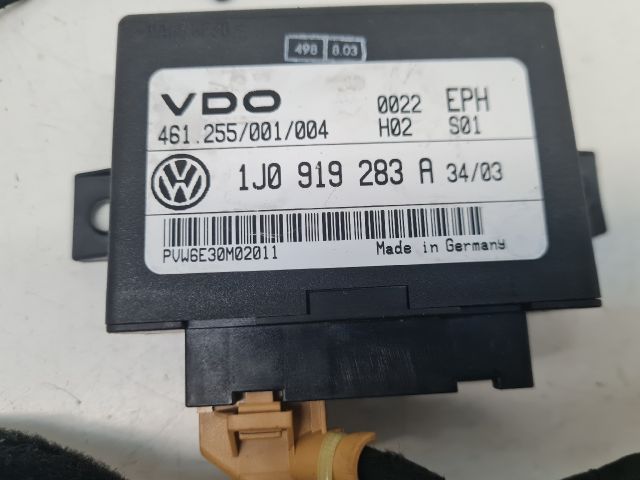 498 8.03
VDO 0022 EPH
461.255/001/004 H02 S01
1J0 919 283 A 34/03
PVW6E30M02011 Made in Germany